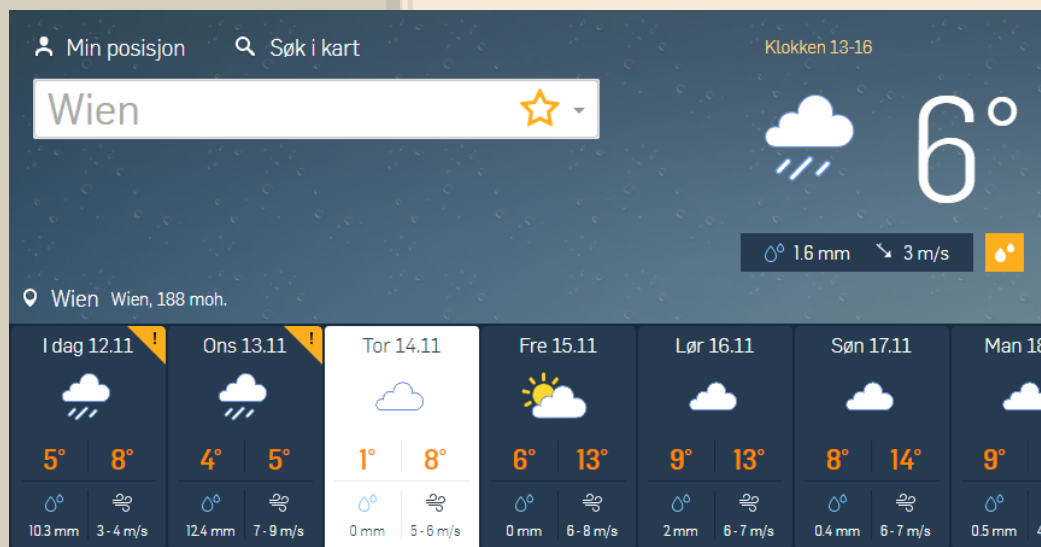 Min posisjon Søk i kart Klokken 13-16
Wien
6°
1.6 mm 3 m/s
Wien Wien, 188 moh.
I dag 12.11 ! Ons 13.11 ! Tor 14.11 Fre 15.11 Lør 16.11 Søn 17.11 Man 18
5° 8° 4° 5° 1° 8° 6° 13° 9° 13° 8° 14° 9°
10.3 mm 3-4 m/s 12.4 mm 7-9 m/s 0 mm 5-6 m/s 0 mm 6-8 m/s 2 mm 6-7 m/s 0.4 mm 6-7 m/s 0.5 mm